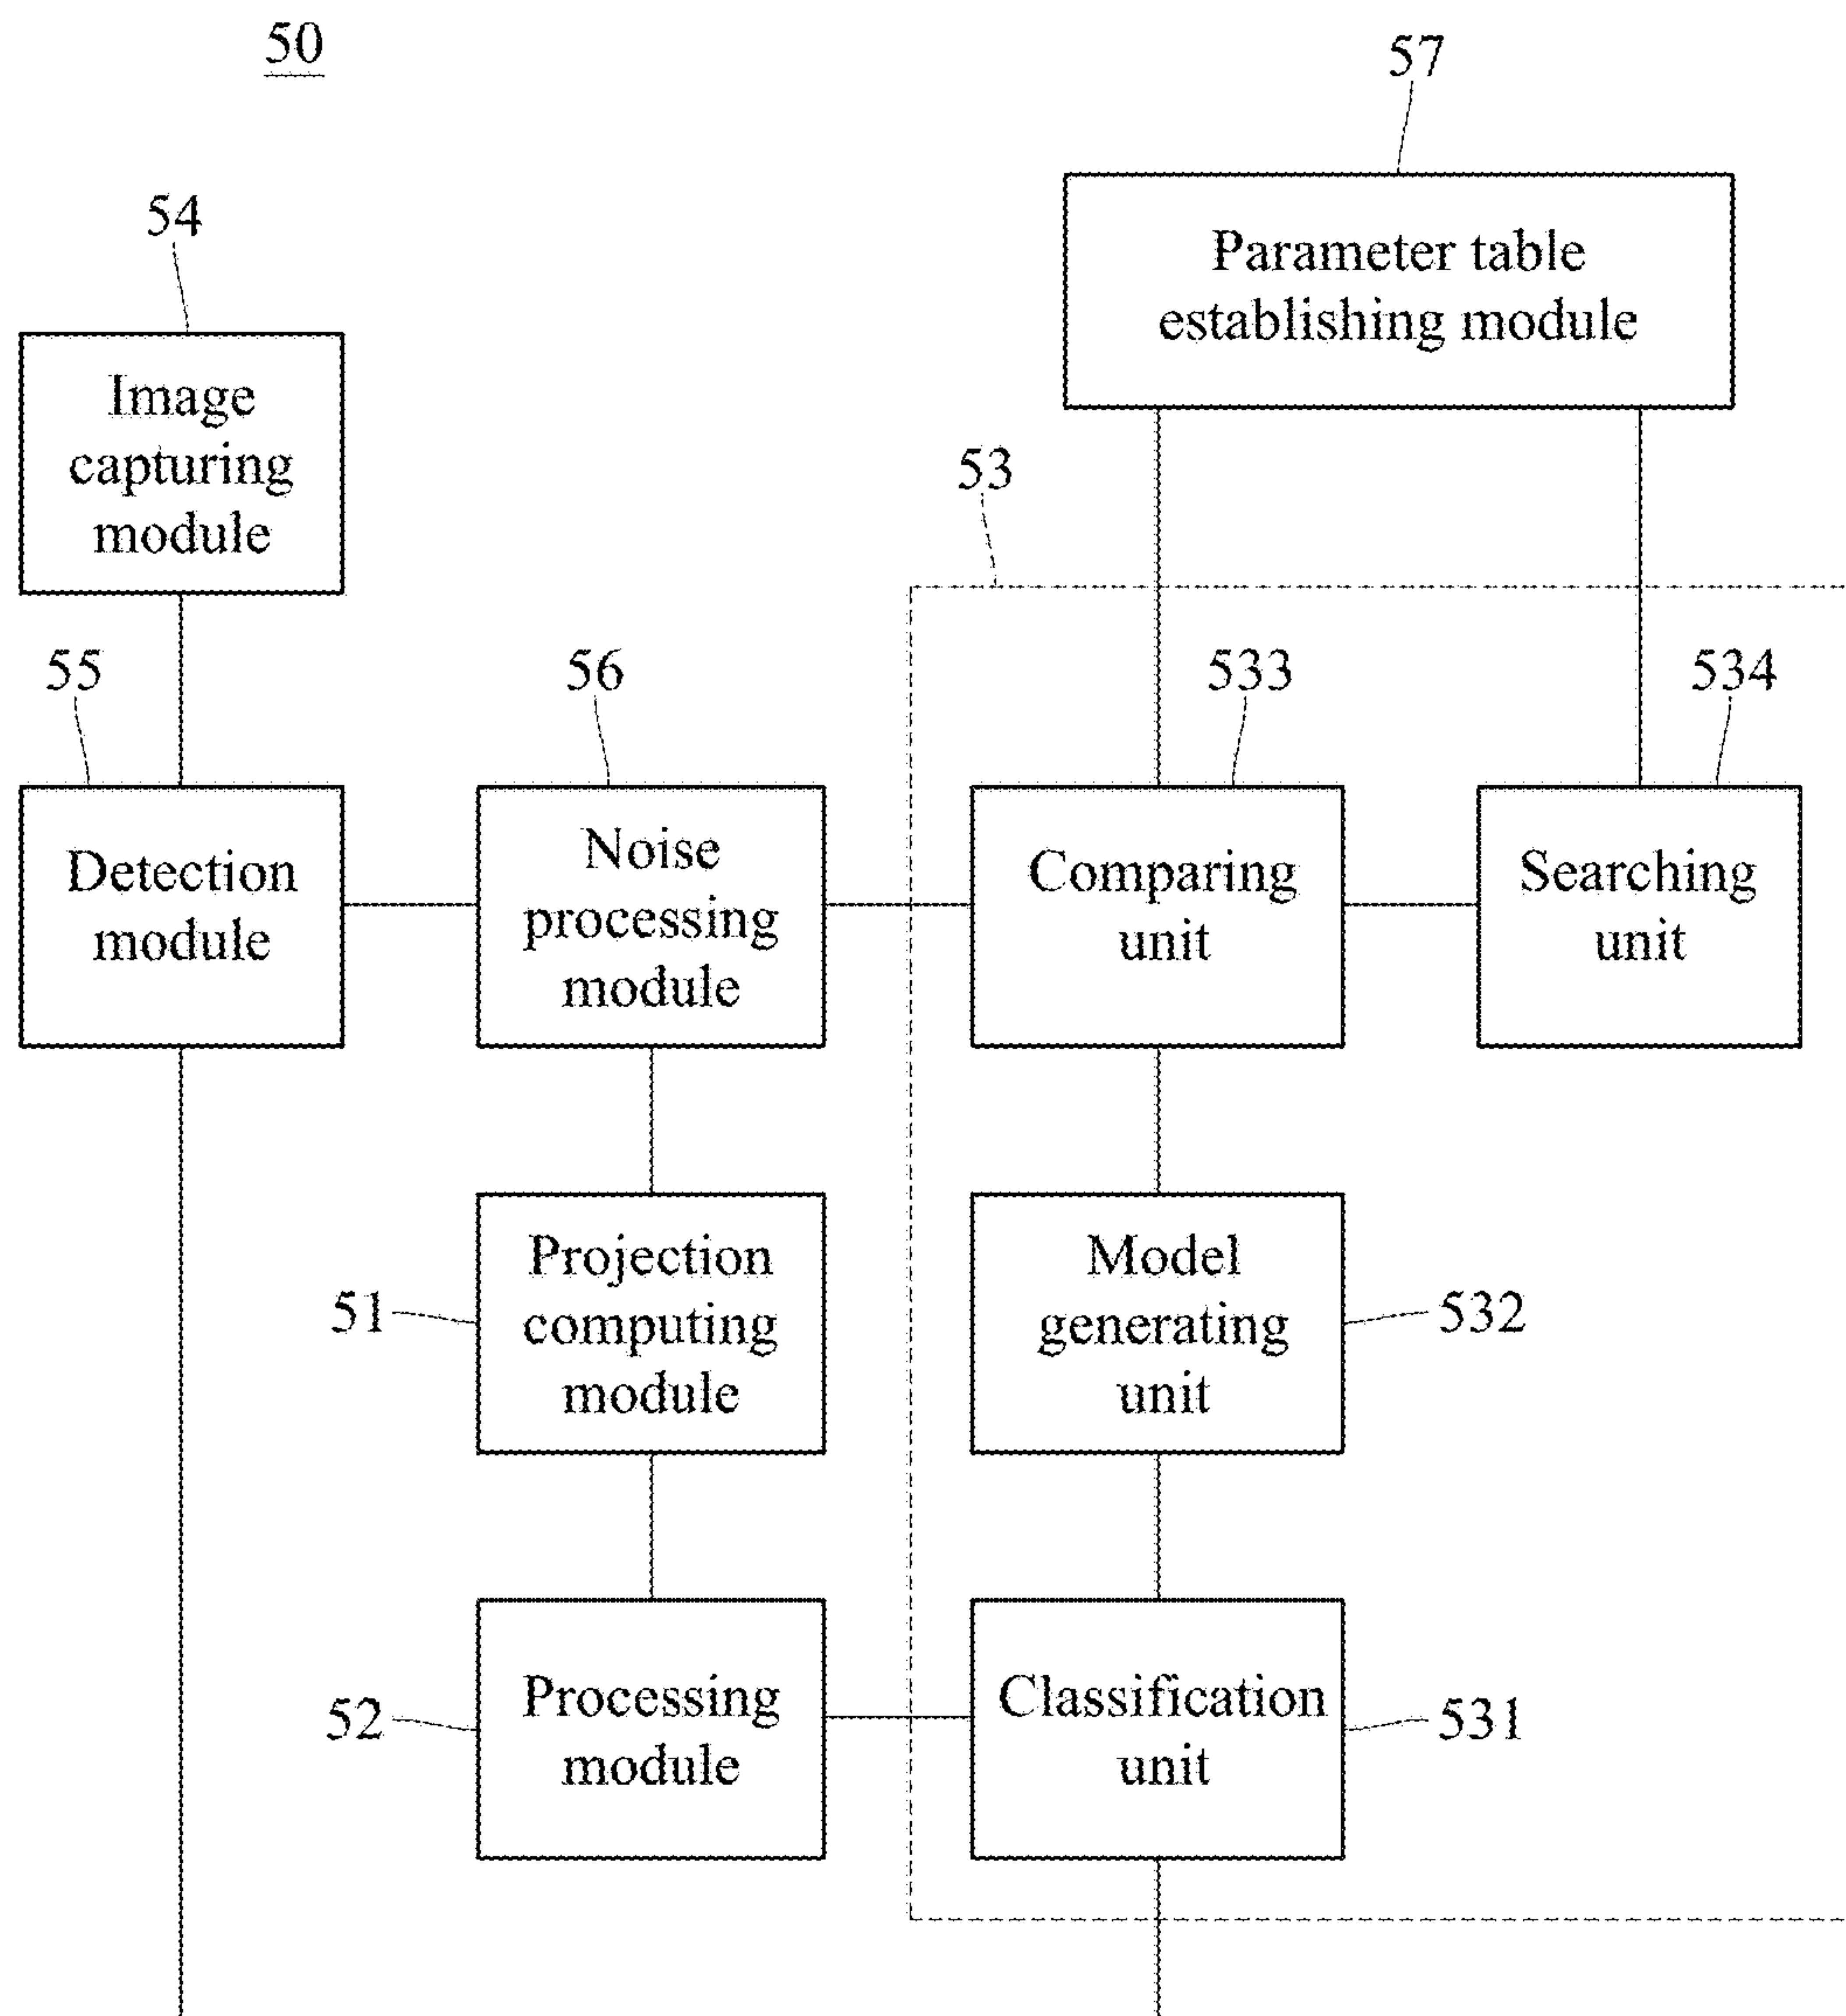 50
57
Parameter table
establishing module
54
Image
capturing
module
53
55
56
533
534
Detection
module
Noise
processing
module
Comparing
unit
Searching
unit
51
Projection
computing
module
Model
generating
unit
532
52
Processing
module
Classification
unit
531